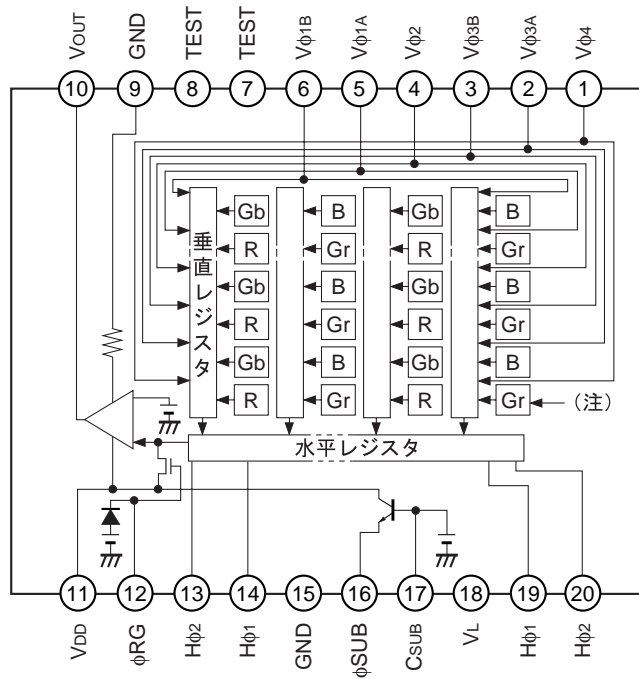 VOUT GND TEST TEST Vφ1B Vφ1A Vφ2 Vφ3B Vφ3A Vφ4
10 9 8 7 6 5 4 3 2 1
垂直レジスタ
Gb B Gb B
R Gr R Gr
Gb B Gb B
R Gr R Gr
Gb B Gb B
R Gr R Gr (注)
水平レジスタ
11 12 13 14 15 16 17 18 19 20
VDD φRG Hφ2 Hφ1 GND φSUB CSUB VL Hφ1 Hφ2